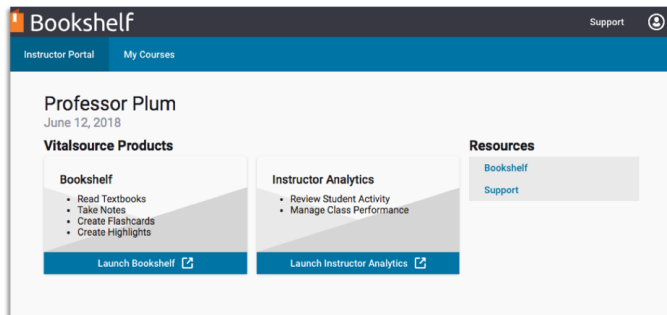 Bookshelf
Support
Instructor Portal My Courses
Professor Plum
June 12, 2018
Vitalsource Products
Bookshelf
• Read Textbooks
• Take Notes
• Create Flashcards
• Create Highlights
Launch Bookshelf
Instructor Analytics
• Review Student Activity
• Manage Class Performance
Launch Instructor Analytics
Resources
Bookshelf
Support